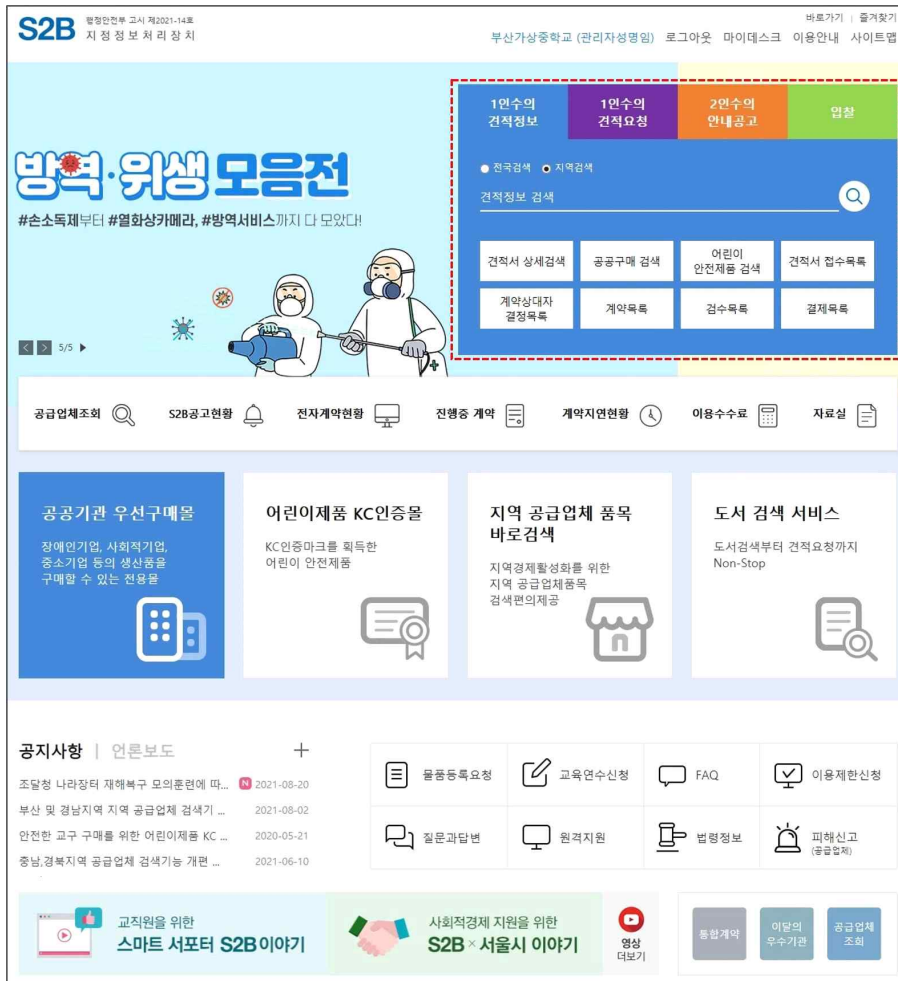 S2B
행정안전부 고시 제2021-14호
지정정보처리장치
바로가기 | 즐겨찾기
부산가상중학교 (관리자성명임) 로그아웃 마이데스크 이용안내 사이트맵
1인수의
견적정보
1인수의
견적요청
2인수의
안내공고
입찰
방역·위생 모음전
#손소독제부터 #열화상카메라, #방역서비스까지 다 모았다!
5/5
전국검색 지역검색
견적정보 검색
견적서 상세검색
공공구매 검색
어린이
안전제품 검색
견적서 접수목록
계약상대자
결정목록
계약목록
검수목록
결제목록
공급업체조회
S2B공고현황
전자계약현황
진행중 계약
계약지연현황
이용수수료
자료실
공공기관 우선구매몰
장애인기업, 사회적기업,
중소기업 등의 생산품을
구매할 수 있는 전용몰
어린이제품 KC인증몰
KC인증마크를 획득한
어린이 안전제품
지역 공급업체 품목
바로검색
지역경제활성화를 위한
지역 공급업체품목
검색편의제공
도서 검색 서비스
도서검색부터 견적요청까지
Non-Stop
공지사항 | 언론보도
조달청 나라장터 재해복구 모의훈련에 따... N 2021-08-20
부산 및 경남지역 지역 공급업체 검색기 ... 2021-08-02
안전한 교구 구매를 위한 어린이제품 KC ... 2020-05-21
충남,경북지역 공급업체 검색기능 개편 ... 2021-06-10
물품등록요청
교육연수신청
FAQ
이용제한신청
질문과답변
원격지원
법령정보
피해신고
(공급업체)
교직원을 위한
스마트 서포터 S2B이야기
사회적경제 지원을 위한
S2B × 서울시 이야기
영상
더보기
통합계약
이달의
우수기관
공급업체
조회